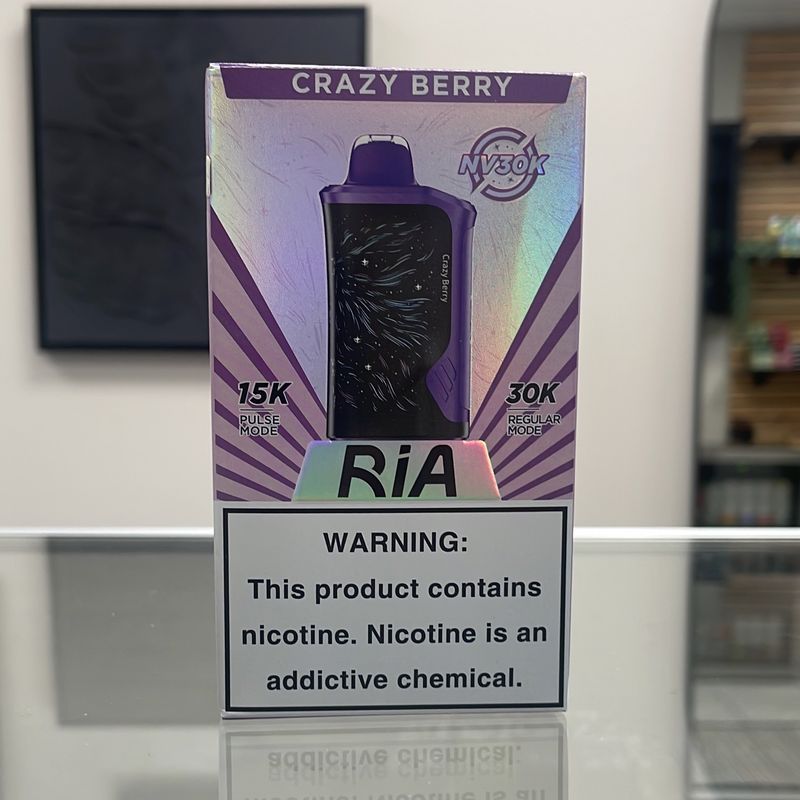 CRAZY BERRY
NV30K
Crazy Berry
15K
PULSE
MODE
30K
REGULAR
MODE
RiA
WARNING:
This product contains
nicotine. Nicotine is an
addictive chemical.